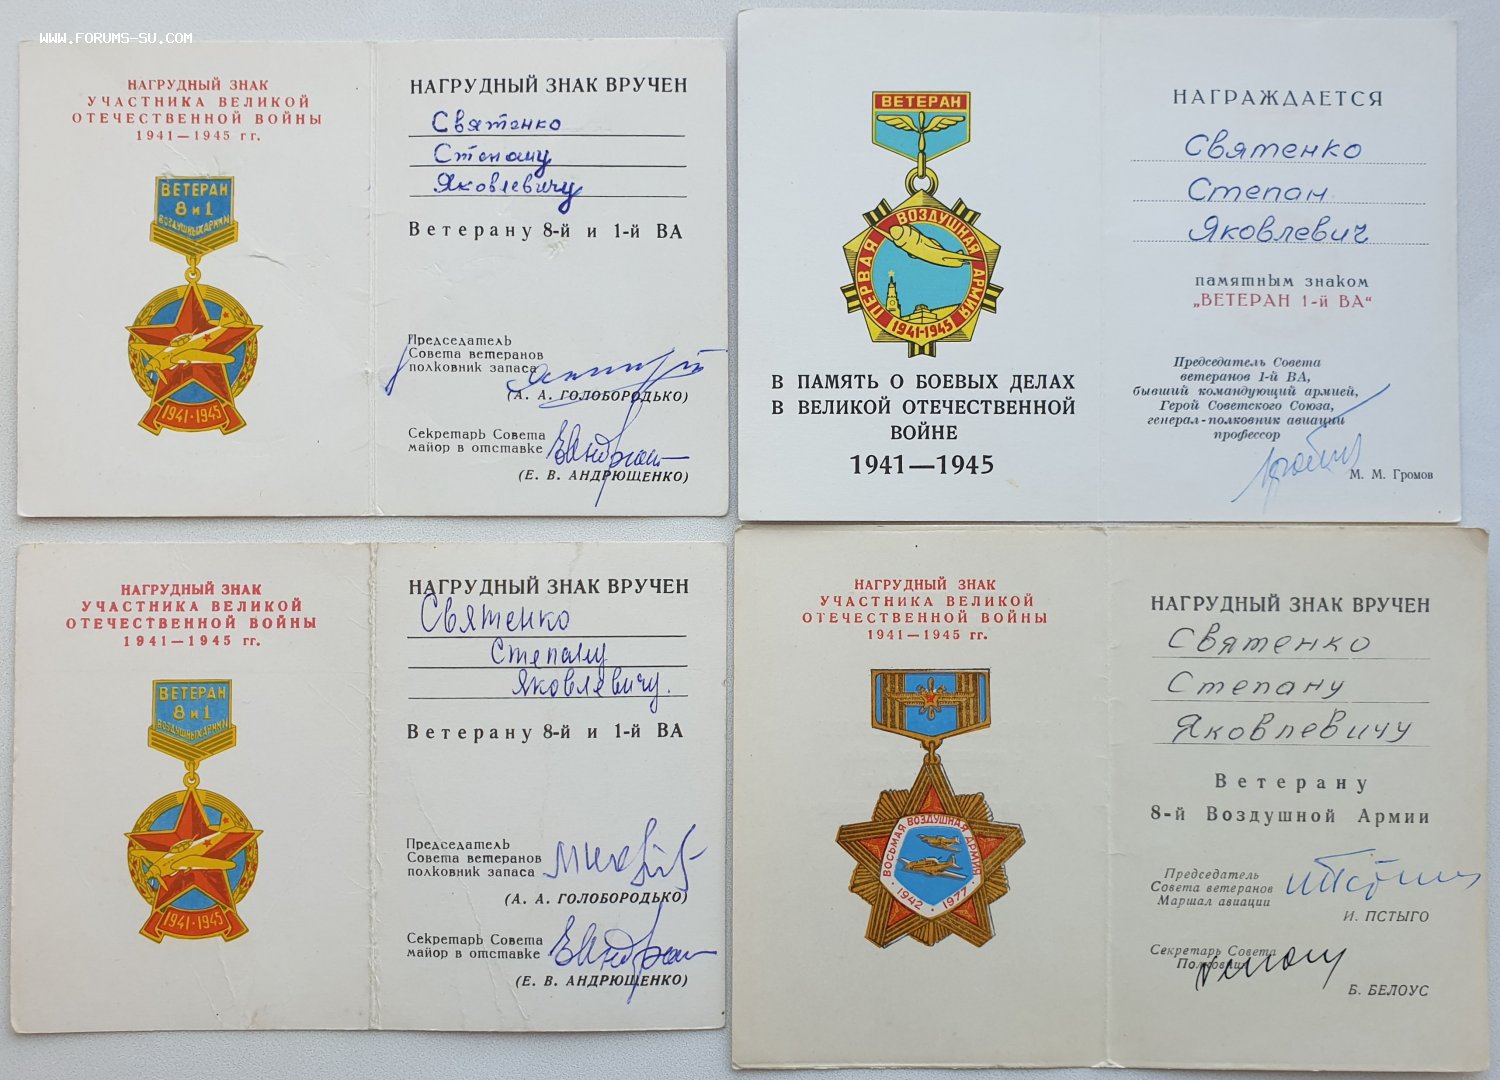 WWW.FORUMS-SU.COM
НАГРУДНЫЙ ЗНАК
УЧАСТНИКА ВЕЛИКОЙ
ОТЕЧЕСТВЕННОЙ ВОЙНЫ
1941—1945 гг.
ВЕТЕРАН
8 и 1
ВОЗДУШНЫХ АРМИЙ
1941·1945
НАГРУДНЫЙ ЗНАК ВРУЧЕН
Святенко
Степану
Яковлевичу
Ветерану 8-й и 1-й ВА
Председатель
Совета ветеранов
полковник запаса
(А. А. ГОЛОБОРОДЬКО)
Секретарь Совета
майор в отставке
(Е. В. АНДРЮЩЕНКО)
ВЕТЕРАН
ПЕРВАЯ ВОЗДУШНАЯ АРМИЯ
1941-1945
В ПАМЯТЬ О БОЕВЫХ ДЕЛАХ
В ВЕЛИКОЙ ОТЕЧЕСТВЕННОЙ
ВОЙНЕ
1941—1945
НАГРАЖДАЕТСЯ
Святенко
Степан
Яковлевич
памятным знаком
„ВЕТЕРАН 1-й ВА“
Председатель Совета
ветеранов 1-й ВА,
бывший командующий армией,
Герой Советского Союза,
генерал-полковник авиации
профессор
М. М. Громов
НАГРУДНЫЙ ЗНАК
УЧАСТНИКА ВЕЛИКОЙ
ОТЕЧЕСТВЕННОЙ ВОЙНЫ
1941—1945 гг.
ВЕТЕРАН
8 и 1
ВОЗДУШНЫХ АРМИЙ
1941·1945
НАГРУДНЫЙ ЗНАК ВРУЧЕН
Святенко
Степану
Яковлевичу.
Ветерану 8-й и 1-й ВА
Председатель
Совета ветеранов
полковник запаса
(А. А. ГОЛОБОРОДЬКО)
Секретарь Совета
майор в отставке
(Е. В. АНДРЮЩЕНКО)
НАГРУДНЫЙ ЗНАК
УЧАСТНИКА ВЕЛИКОЙ
ОТЕЧЕСТВЕННОЙ ВОЙНЫ
1941—1945 гг.
ВОСЬМАЯ ВОЗДУШНАЯ АРМИЯ
·1942·1977·
НАГРУДНЫЙ ЗНАК ВРУЧЕН
Святенко
Степану
Яковлевичу
Ветерану
8-й Воздушной Армии
Председатель
Совета ветеранов
Маршал авиации
И. ПСТЫГО
Секретарь Совета
Полковник
Б. БЕЛОУС